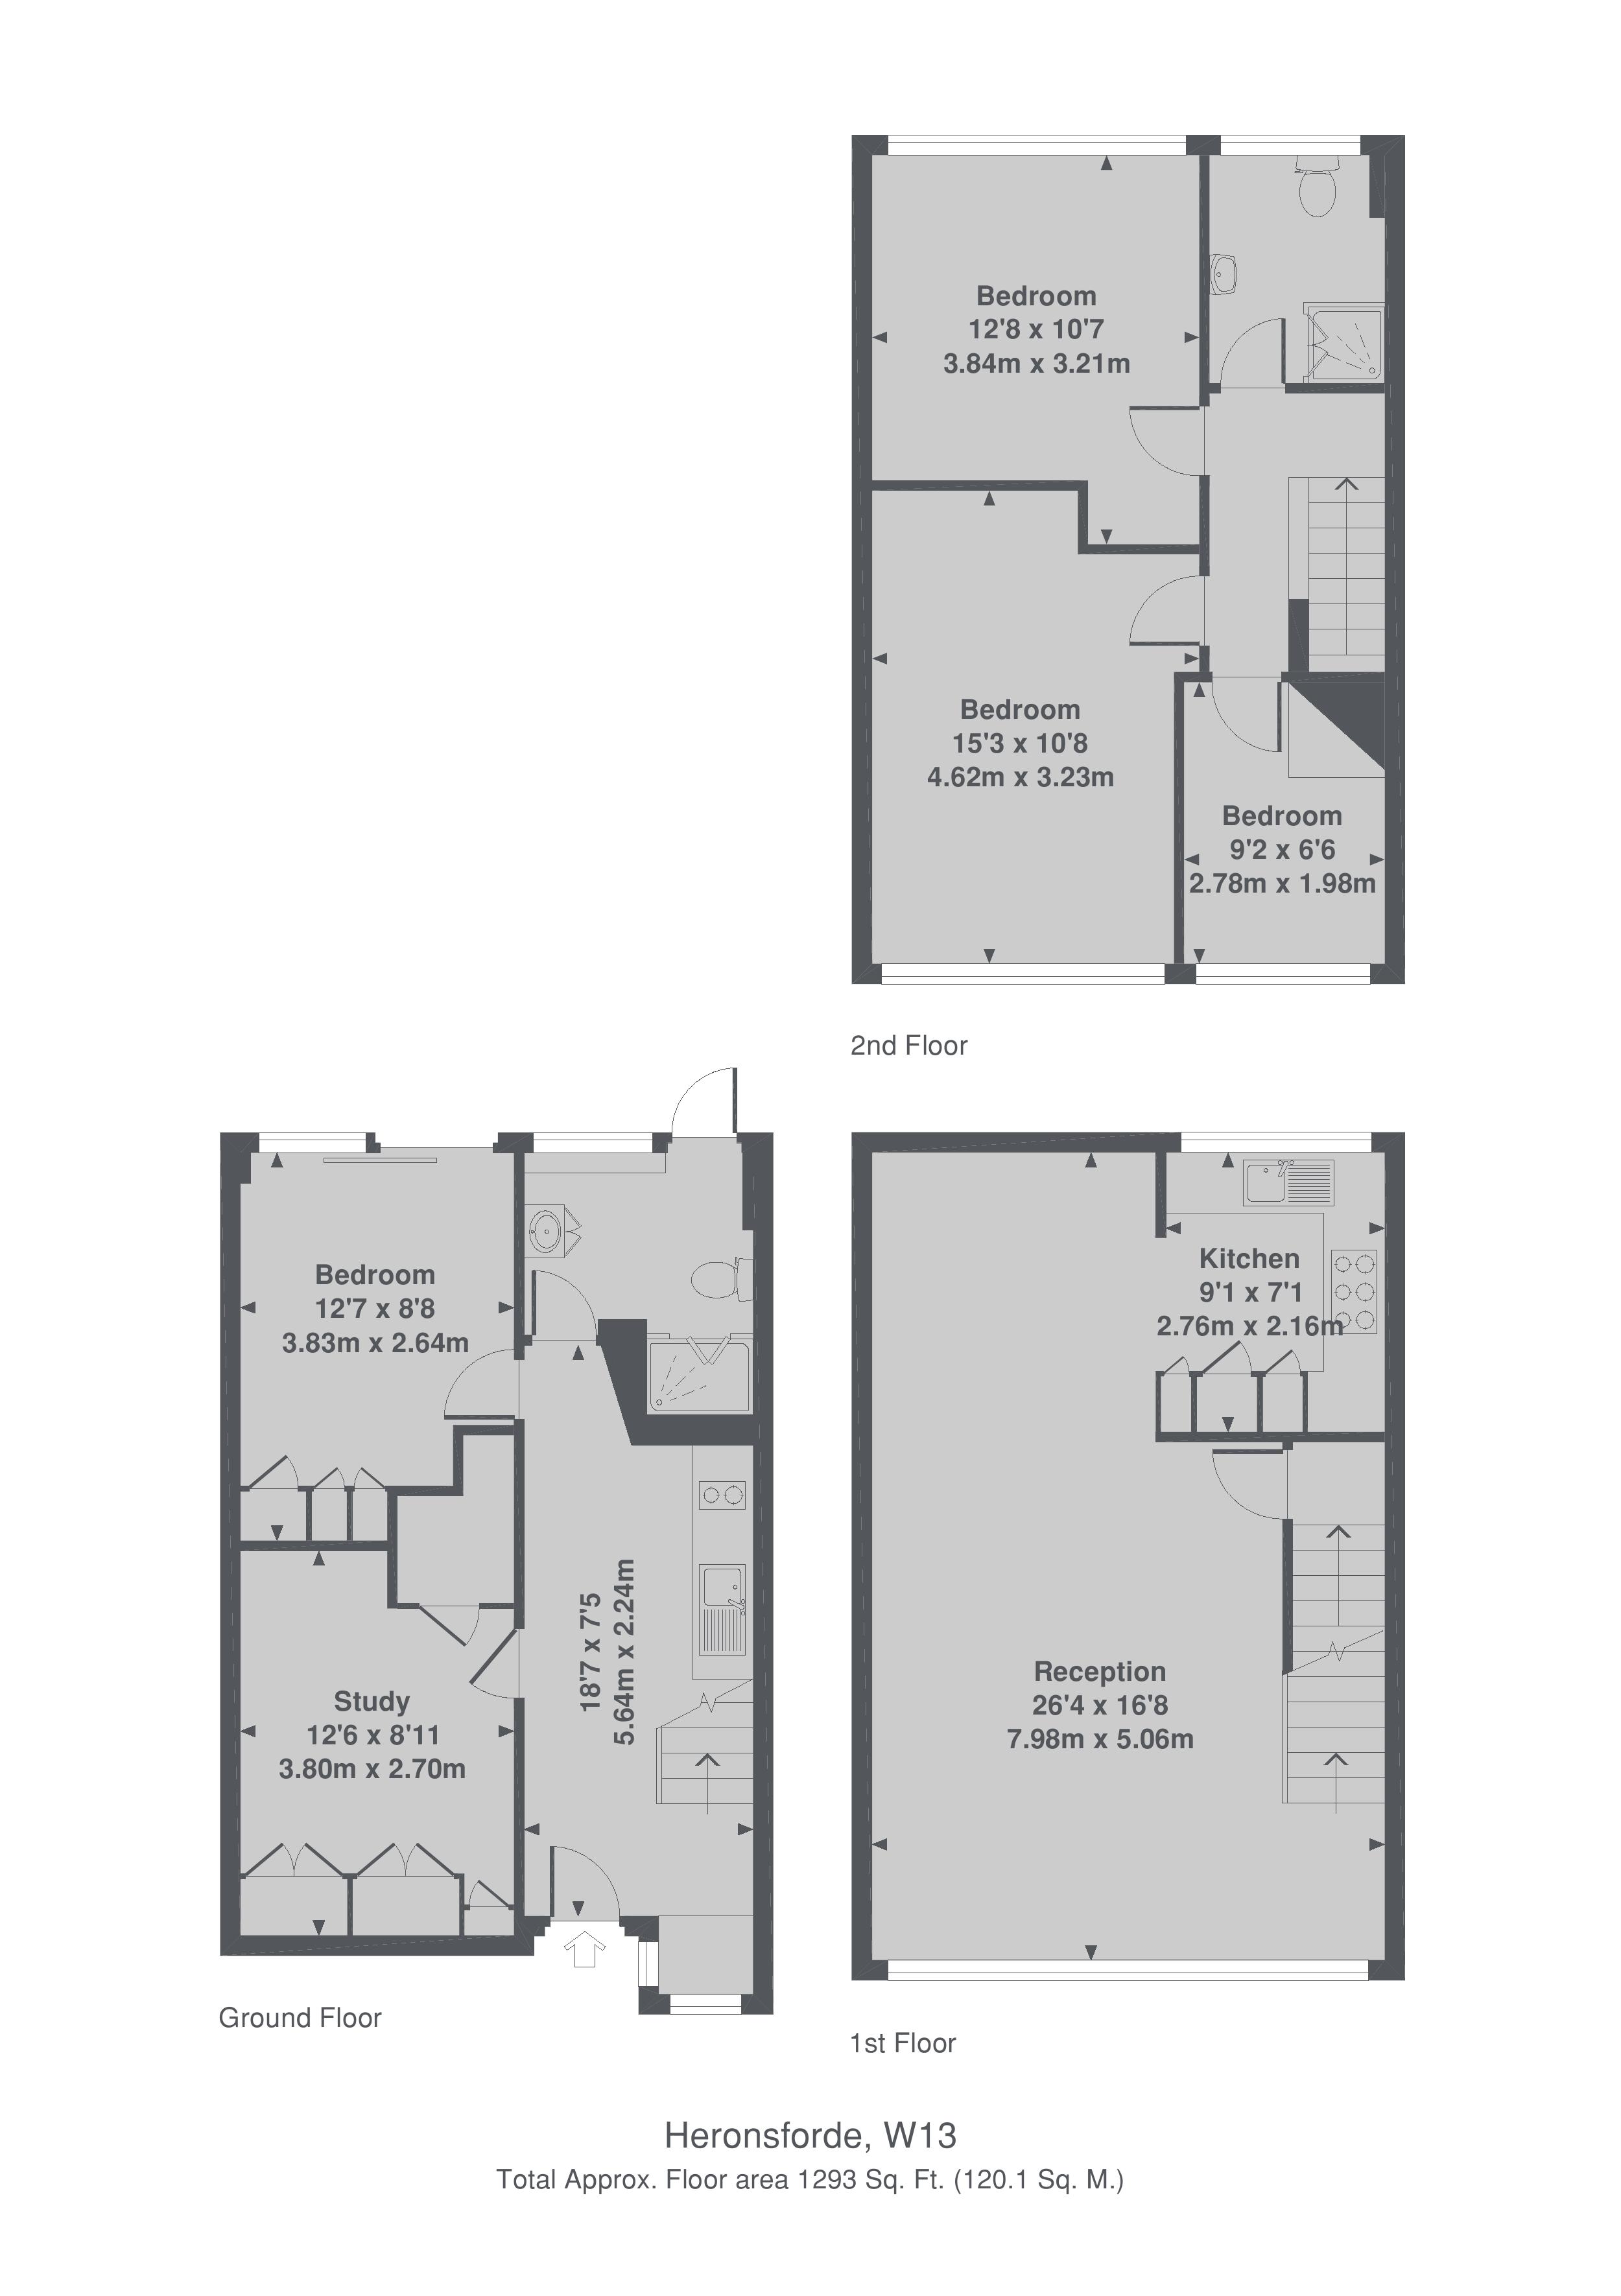 Bedroom
12'8 x 10'7
3.84m x 3.21m
Bedroom
15'3 x 10'8
4.62m x 3.23m
Bedroom
9'2 x 6'6
2.78m x 1.98m
2nd Floor
Bedroom
12'7 x 8'8
3.83m x 2.64m
18'7 x 7'5
5.64m x 2.24m
Study
12'6 x 8'11
3.80m x 2.70m
Ground Floor
Kitchen
9'1 x 7'1
2.76m x 2.16m
Reception
26'4 x 16'8
7.98m x 5.06m
1st Floor
Heronsforde, W13
Total Approx. Floor area 1293 Sq. Ft. (120.1 Sq. M.)